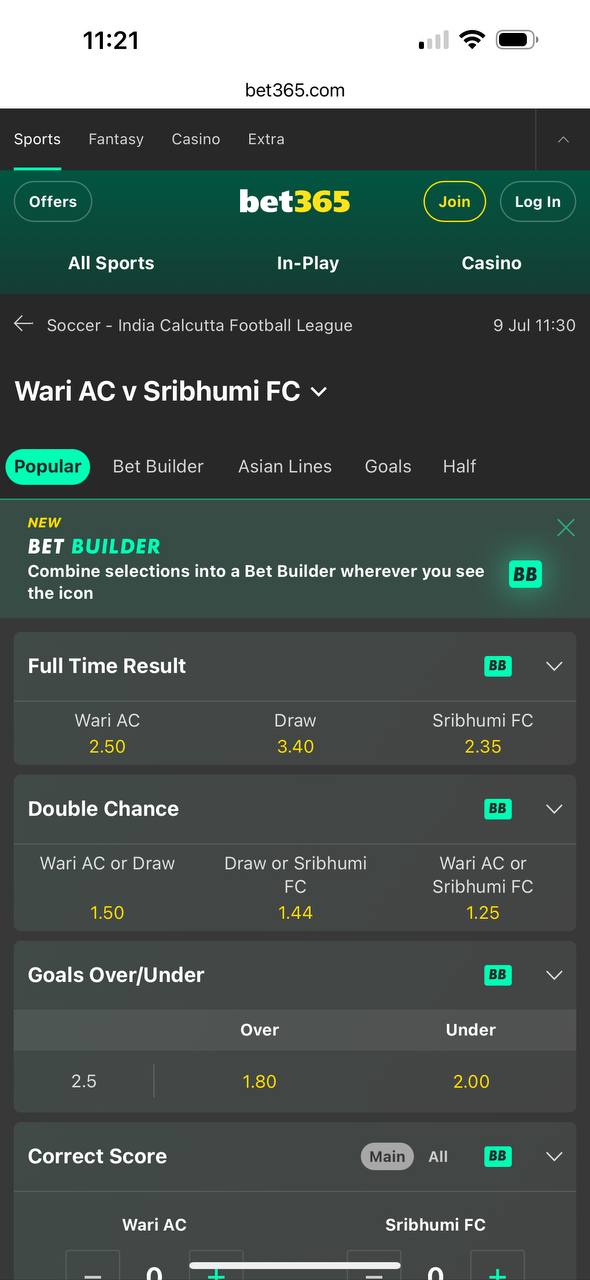 11:21
bet365.com
Sports Fantasy Casino Extra
Offers bet365 Join Log In
All Sports In-Play Casino
Soccer - India Calcutta Football League 9 Jul 11:30
Wari AC v Sribhumi FC
Popular Bet Builder Asian Lines Goals Half
NEW
BET BUILDER
Combine selections into a Bet Builder wherever you see
the icon
BB
Full Time Result BB
Wari AC Draw Sribhumi FC
2.50 3.40 2.35
Double Chance BB
Wari AC or Draw Draw or Sribhumi Wari AC or
FC Sribhumi FC
1.50 1.44 1.25
Goals Over/Under BB
Over Under
2.5 1.80 2.00
Correct Score Main All BB
Wari AC Sribhumi FC
− 0 + − 0 +